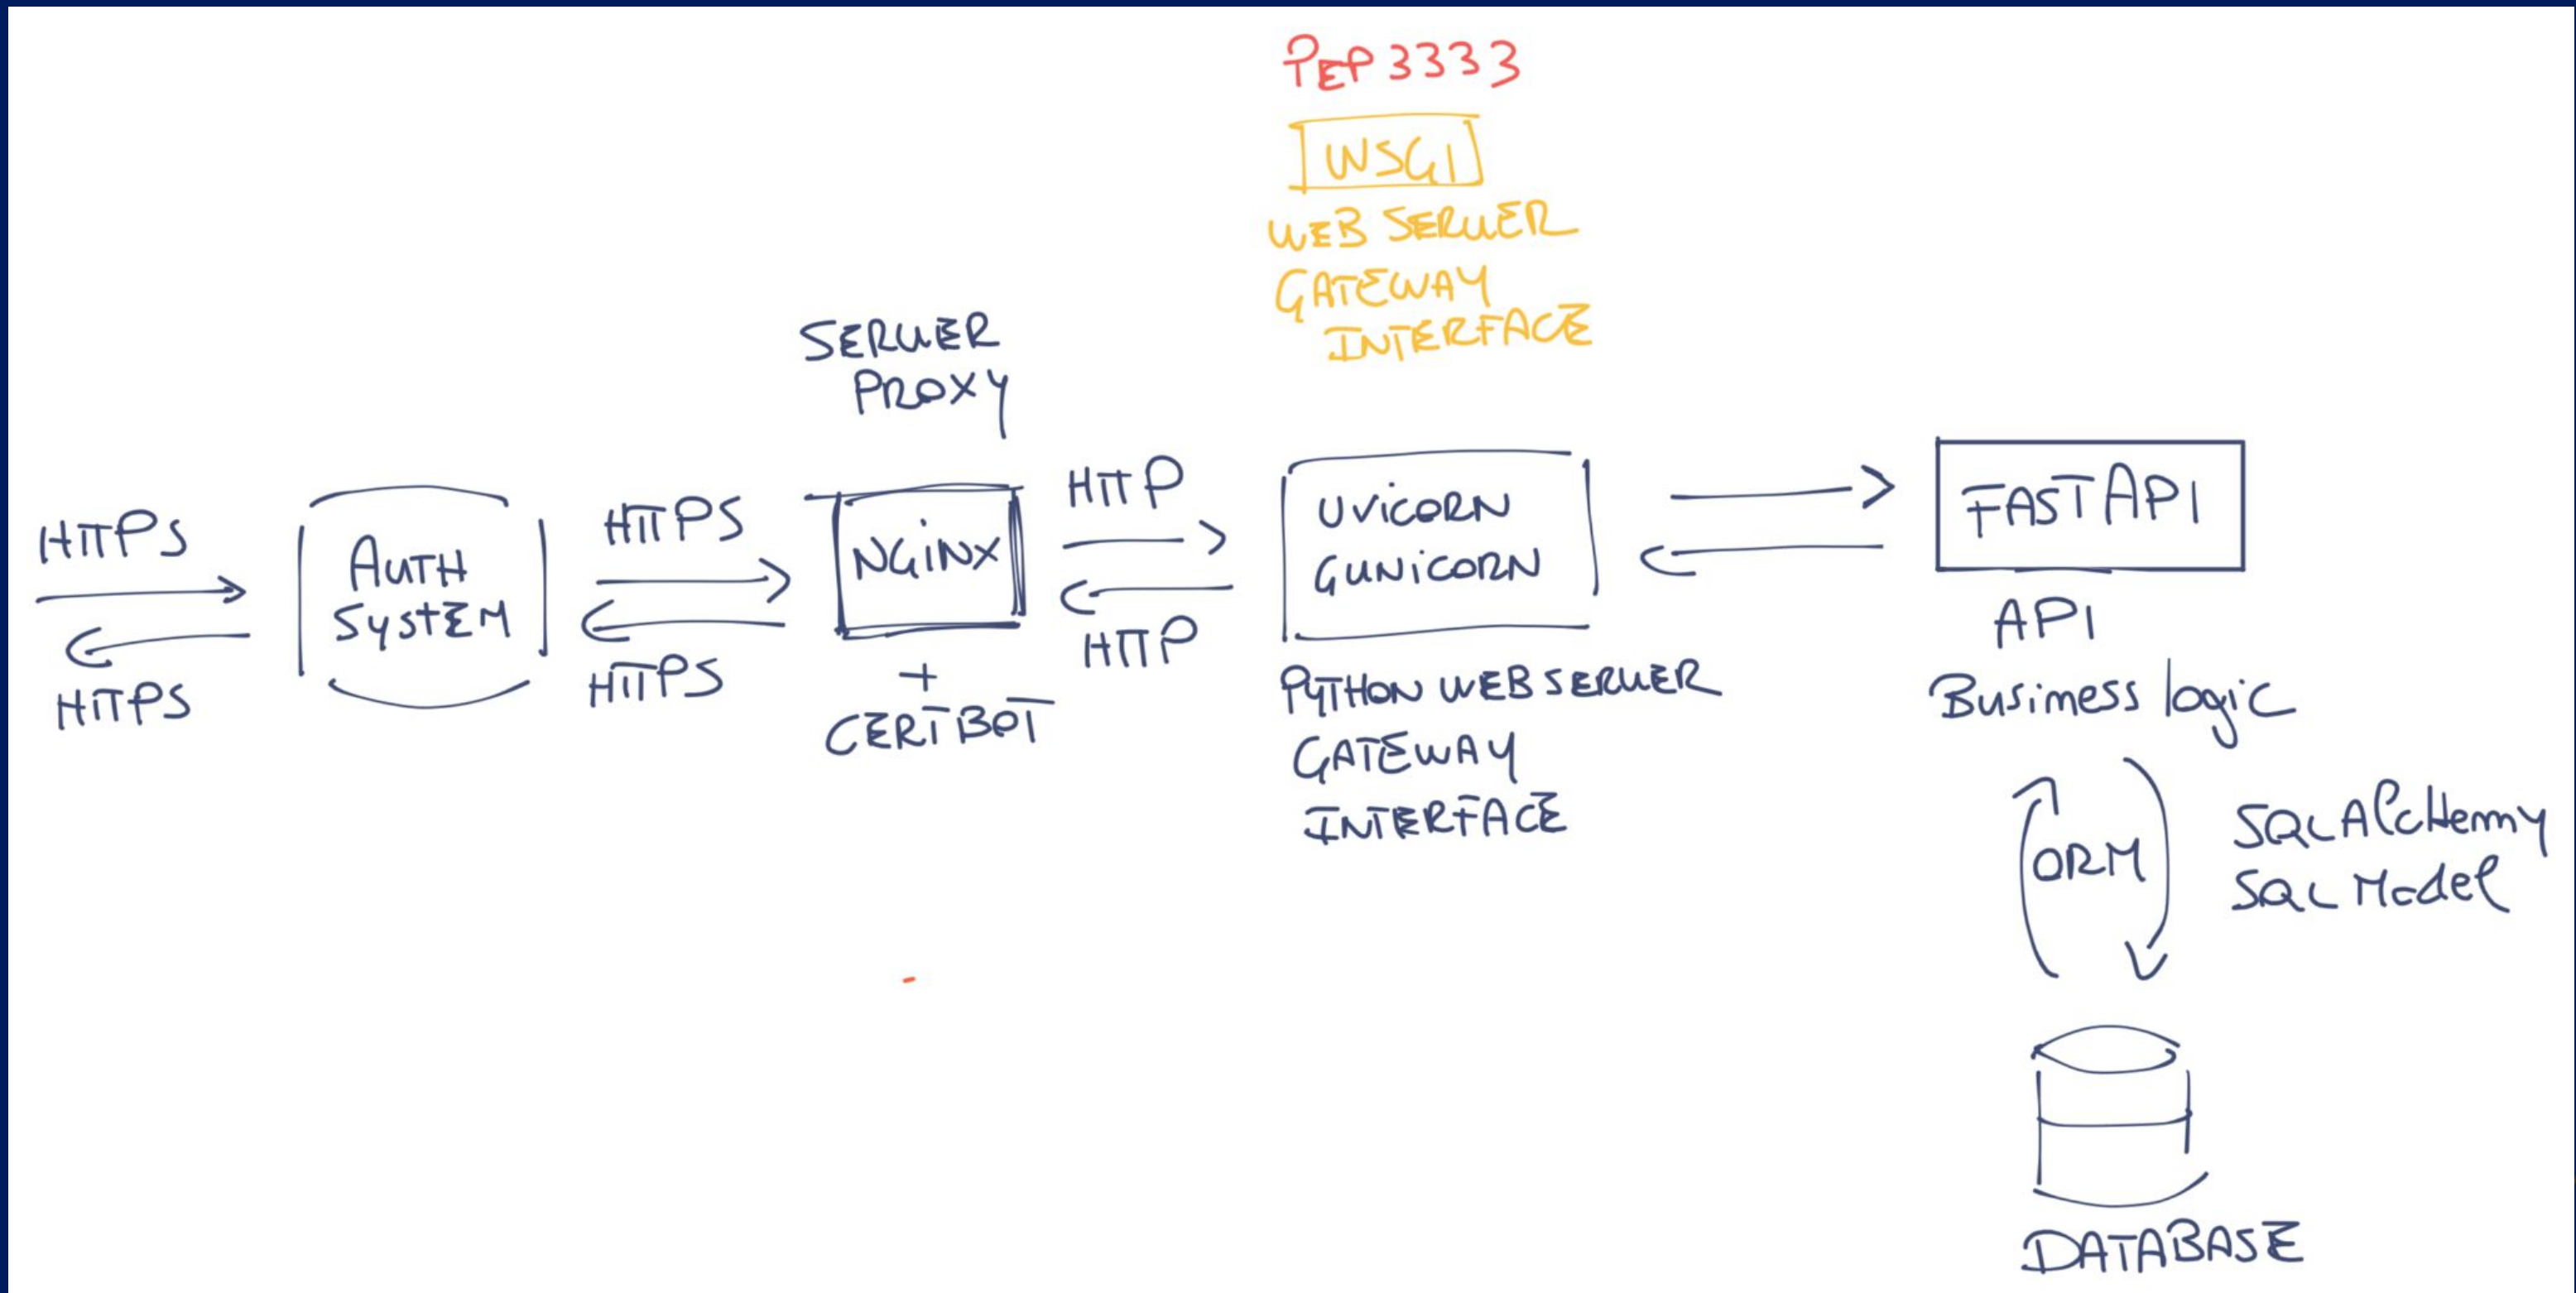 PEP 3333
WSGI
WEB SERVER
GATEWAY
INTERFACE
SERVER
PROXY
HTTPS
HTTPS
AUTH
SYSTEM
HTTPS
HTTPS
NGiNX
+
CERTBOT
HTTP
HTTP
UViCORN
GUNiCORN
PYTHON WEB SERVER
GATEWAY
INTERFACE
FASTAPI
API
Business logic
ORM
SQLAlcHemy
SQLModel
DATABASE